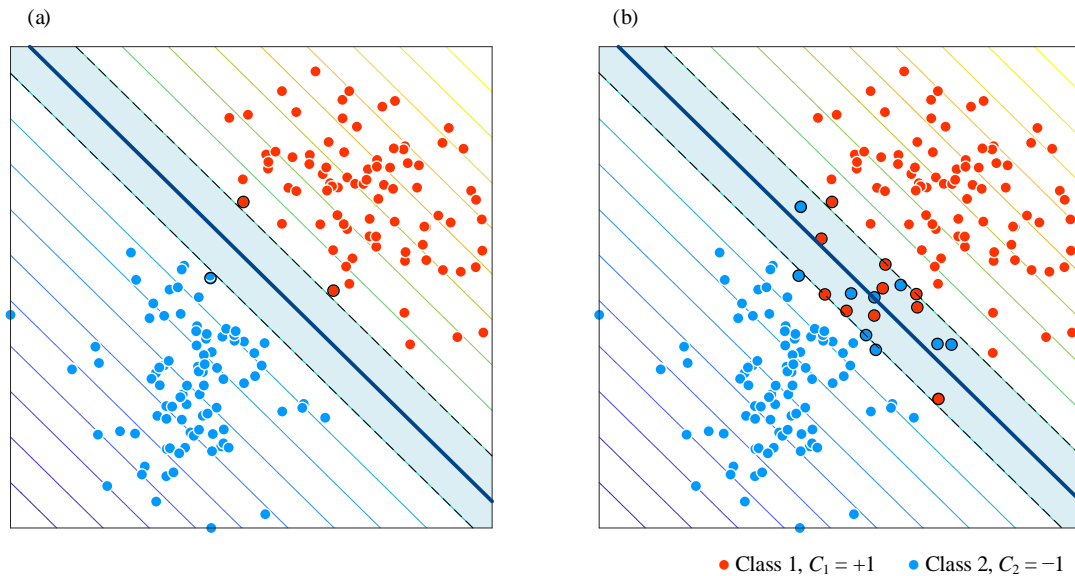 (a)
(b)
Class 1, C₁ = +1
Class 2, C₂ = −1